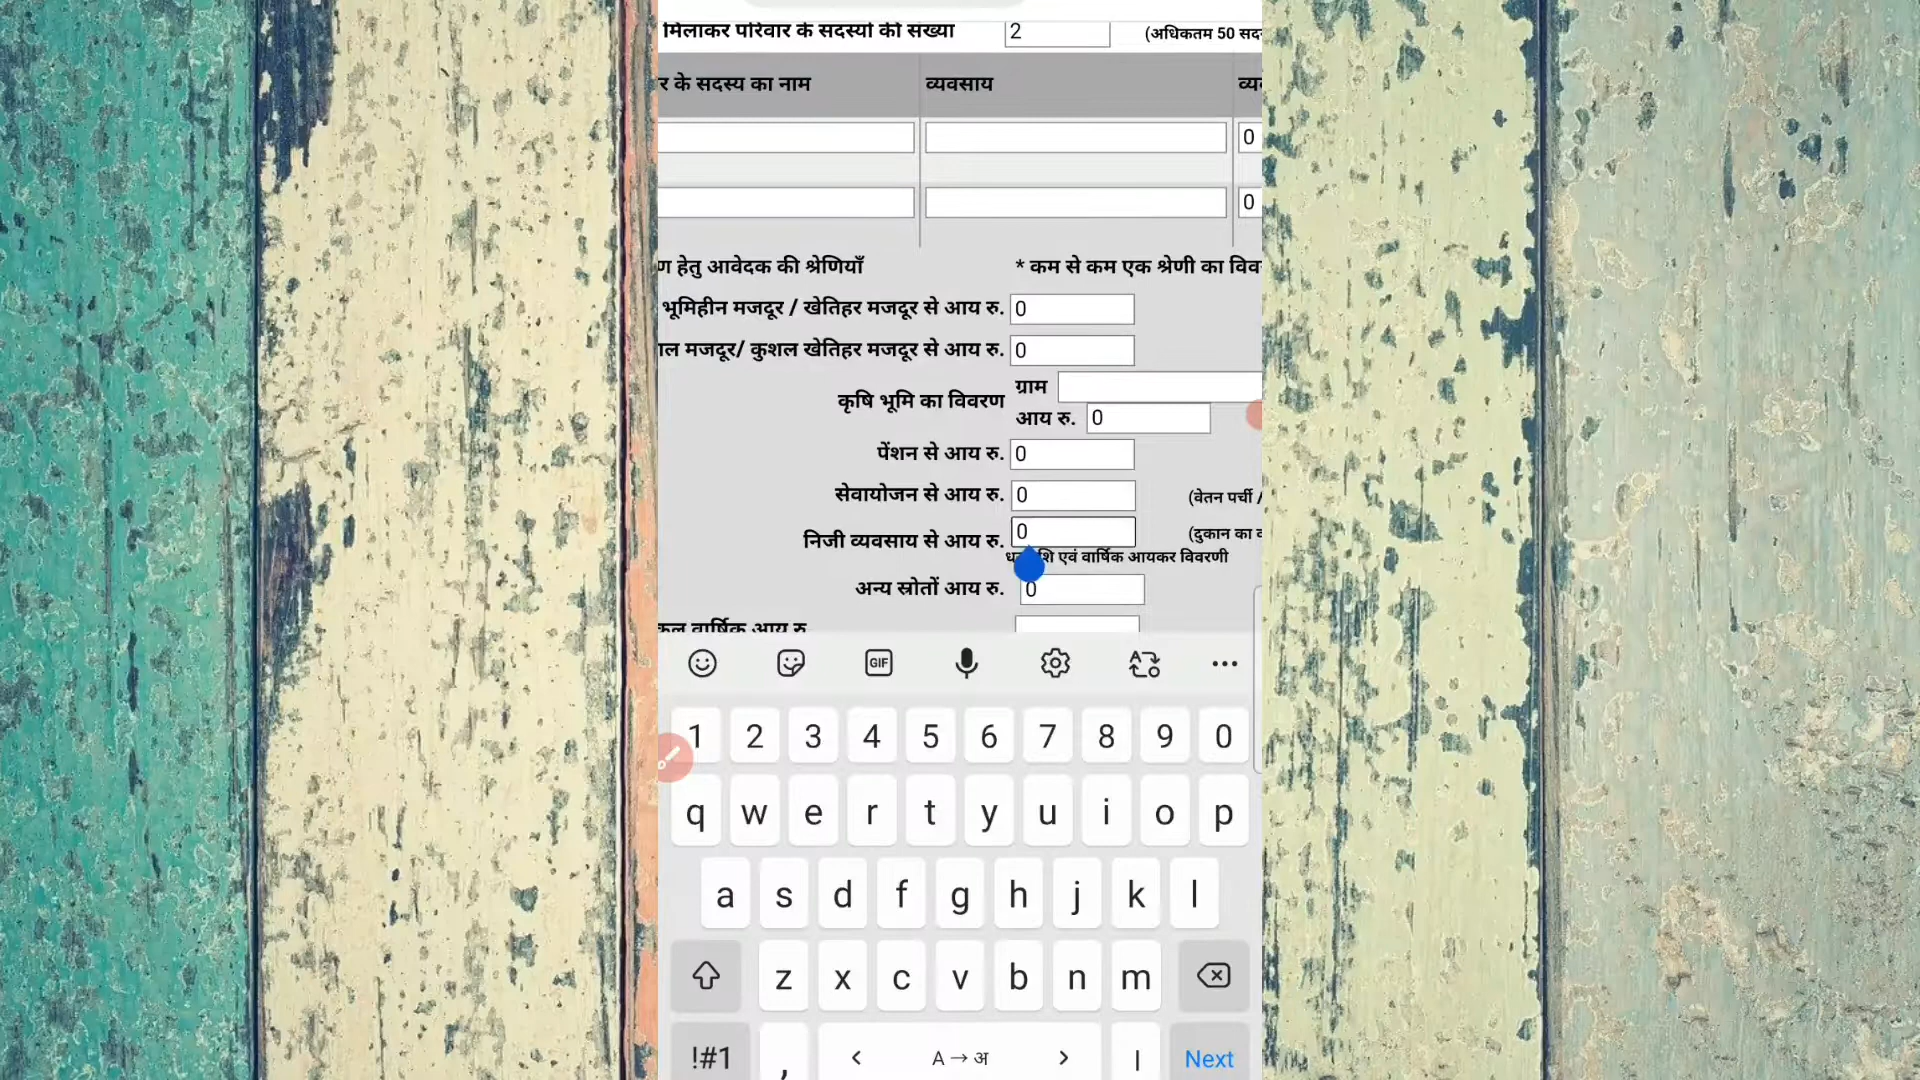 मिलाकर परिवार के सदस्यों की संख्या 2 (अधिकतम 50
के सदस्य का नाम व्यवसाय
0
0
हेतु आवेदक की श्रेणियाँ * कम से कम एक श्रेणी का
भूमिहीन मजदूर / खेतिहर मजदूर से आय रु. 0
मजदूर/ कुशल खेतिहर मजदूर से आय रु. 0
कृषि भूमि का विवरण ग्राम
आय रु. 0
पेंशन से आय रु. 0
सेवायोजन से आय रु. 0 (वेतन पर्ची /
निजी व्यवसाय से आय रु. 0 (दुकान का
एवं वार्षिक आयकर विवरणी
अन्य स्रोतों आय रु. 0
वार्षिक आय रु
GIF
1 2 3 4 5 6 7 8 9 0
q w e r t y u i o p
a s d f g h j k l
z x c v b n m
!#1 , < A → अ > | Next